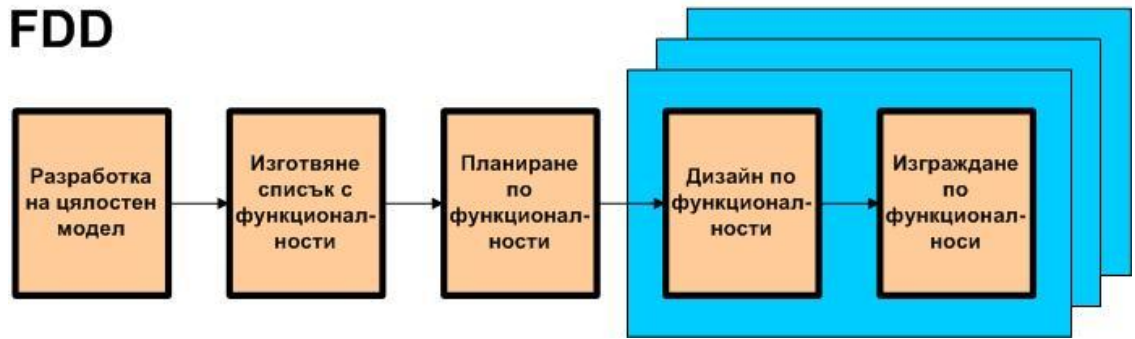 FDD
Разработка
на цялостен
модел
Изготвяне
списък с
функционал-
ности
Планиране
по
функционал-
ности
Дизайн по
функционал-
ности
Изграждане
по
функционал-
носи